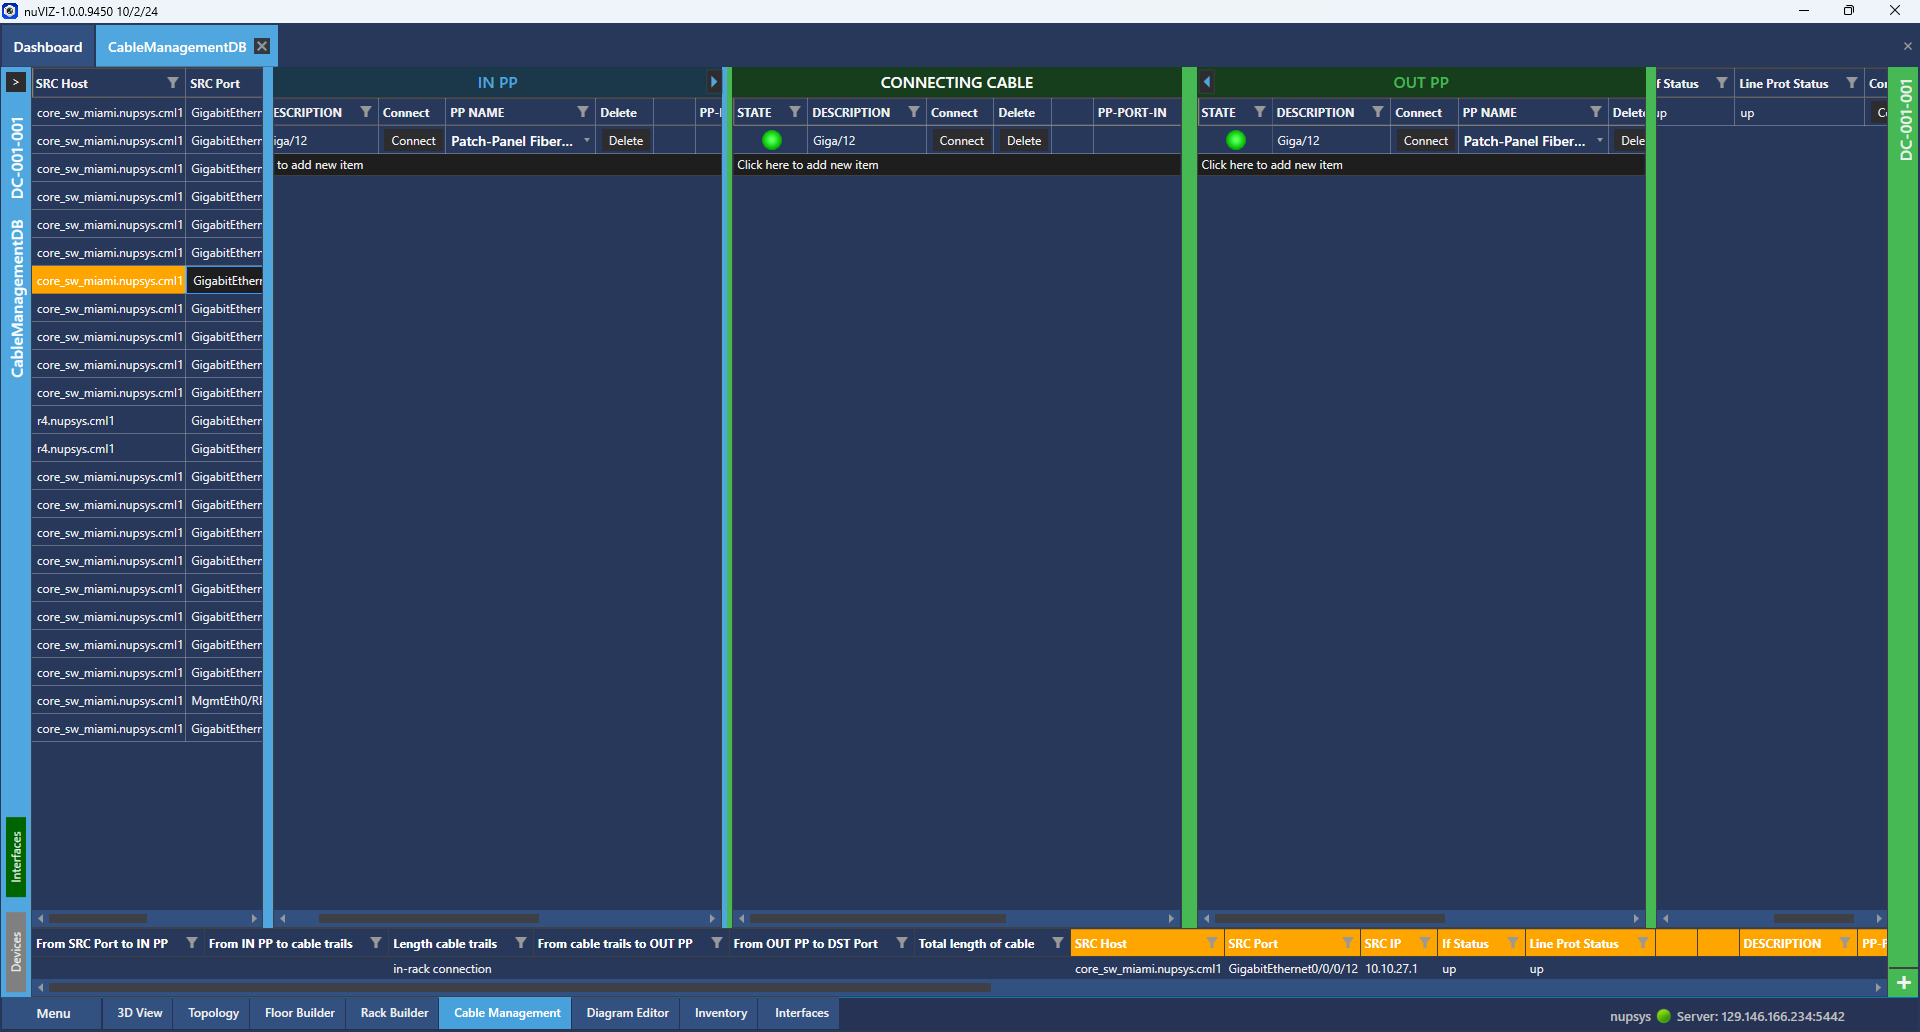 nuVIZ-1.0.0.9450 10/2/24
Dashboard CableManagementDB
> SRC Host SRC Port IN PP CONNECTING CABLE OUT PP f Status Line Prot Status Co
DC-001-001
CableManagementDB
Interfaces
Devices
core_sw_miami.nupsys.cml1 GigabitEthern
core_sw_miami.nupsys.cml1 GigabitEthern
core_sw_miami.nupsys.cml1 GigabitEthern
core_sw_miami.nupsys.cml1 GigabitEthern
core_sw_miami.nupsys.cml1 GigabitEthern
core_sw_miami.nupsys.cml1 GigabitEthern
core_sw_miami.nupsys.cml1 GigabitEthern
core_sw_miami.nupsys.cml1 GigabitEthern
core_sw_miami.nupsys.cml1 GigabitEthern
core_sw_miami.nupsys.cml1 GigabitEthern
core_sw_miami.nupsys.cml1 GigabitEthern
r4.nupsys.cml1 GigabitEthern
r4.nupsys.cml1 GigabitEthern
core_sw_miami.nupsys.cml1 GigabitEthern
core_sw_miami.nupsys.cml1 GigabitEthern
core_sw_miami.nupsys.cml1 GigabitEthern
core_sw_miami.nupsys.cml1 GigabitEthern
core_sw_miami.nupsys.cml1 GigabitEthern
core_sw_miami.nupsys.cml1 GigabitEthern
core_sw_miami.nupsys.cml1 GigabitEthern
core_sw_miami.nupsys.cml1 GigabitEthern
core_sw_miami.nupsys.cml1 MgmtEth0/RP
core_sw_miami.nupsys.cml1 GigabitEthern
ESCRIPTION Connect PP NAME Delete PP-
iga/12 Connect Patch-Panel Fiber... Delete
to add new item
STATE DESCRIPTION Connect Delete PP-PORT-IN
Giga/12 Connect Delete
Click here to add new item
STATE DESCRIPTION Connect PP NAME Delet
Giga/12 Connect Patch-Panel Fiber... Dele
Click here to add new item
up up C
DC-001-001
From SRC Port to IN PP From IN PP to cable trails Length cable trails From cable trails to OUT PP From OUT PP to DST Port Total length of cable SRC Host SRC Port SRC IP If Status Line Prot Status DESCRIPTION PP-P
in-rack connection core_sw_miami.nupsys.cml1 GigabitEthernet0/0/0/12 10.10.27.1 up up
Menu 3D View Topology Floor Builder Rack Builder Cable Management Diagram Editor Inventory Interfaces nupsys Server: 129.146.166.234:5442